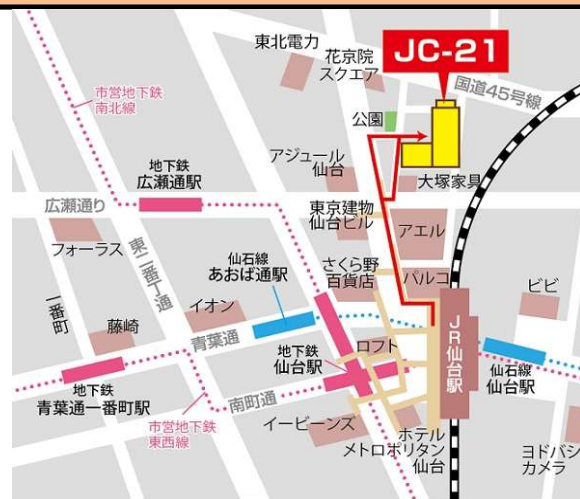 東北電力
花京院
スクエア
JC-21
国道45号線
市営地下鉄
南北線
公園
地下鉄
広瀬通駅
アジュール
仙台
大塚家具
広瀬通り
東京建物
仙台ビル
アエル
フォーラス
東二番丁通
仙石線
あおば通駅
さくら野
百貨店
パルコ
ビビ
一番町
藤崎
イオン
青葉通
地下鉄
仙台駅
ロフト
JR仙台駅
仙石線
仙台駅
地下鉄
青葉通一番町駅
市営地下鉄
東西線
南町通
イービーンズ
ホテル
メトロポリタン
仙台
ヨドバシ
カメラ